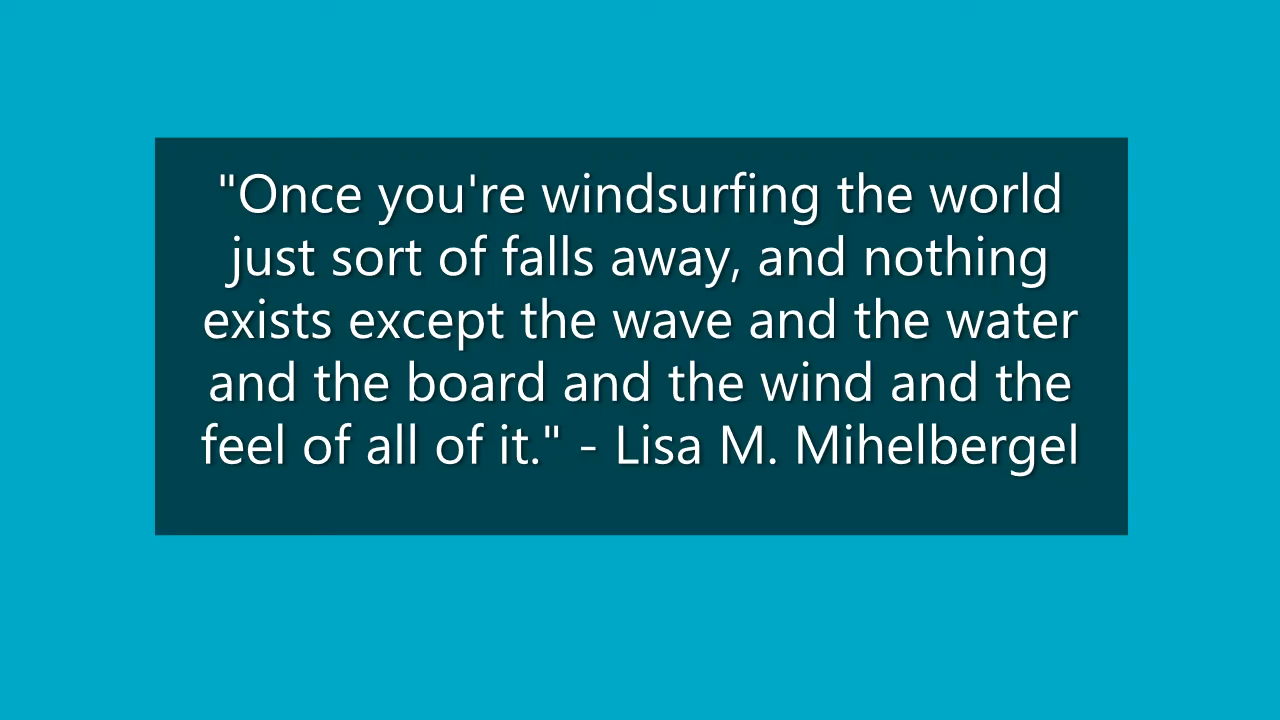 "Once you're windsurfing the world
just sort of falls away, and nothing
exists except the wave and the water
and the board and the wind and the
feel of all of it." - Lisa M. Mihelbergel